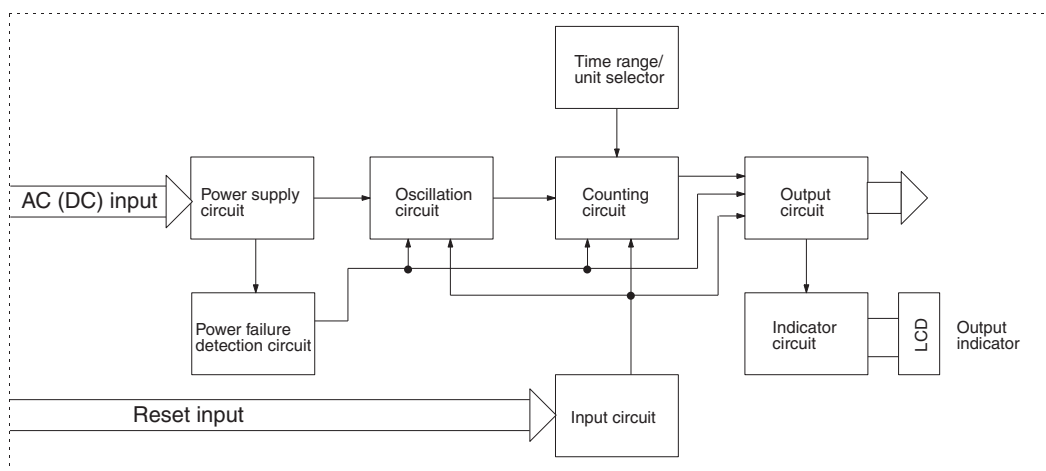 Time range/
unit selector
AC (DC) input
Power supply
circuit
Oscillation
circuit
Counting
circuit
Output
circuit
Power failure
detection circuit
Indicator
circuit
LCD
Output
indicator
Reset input
Input circuit